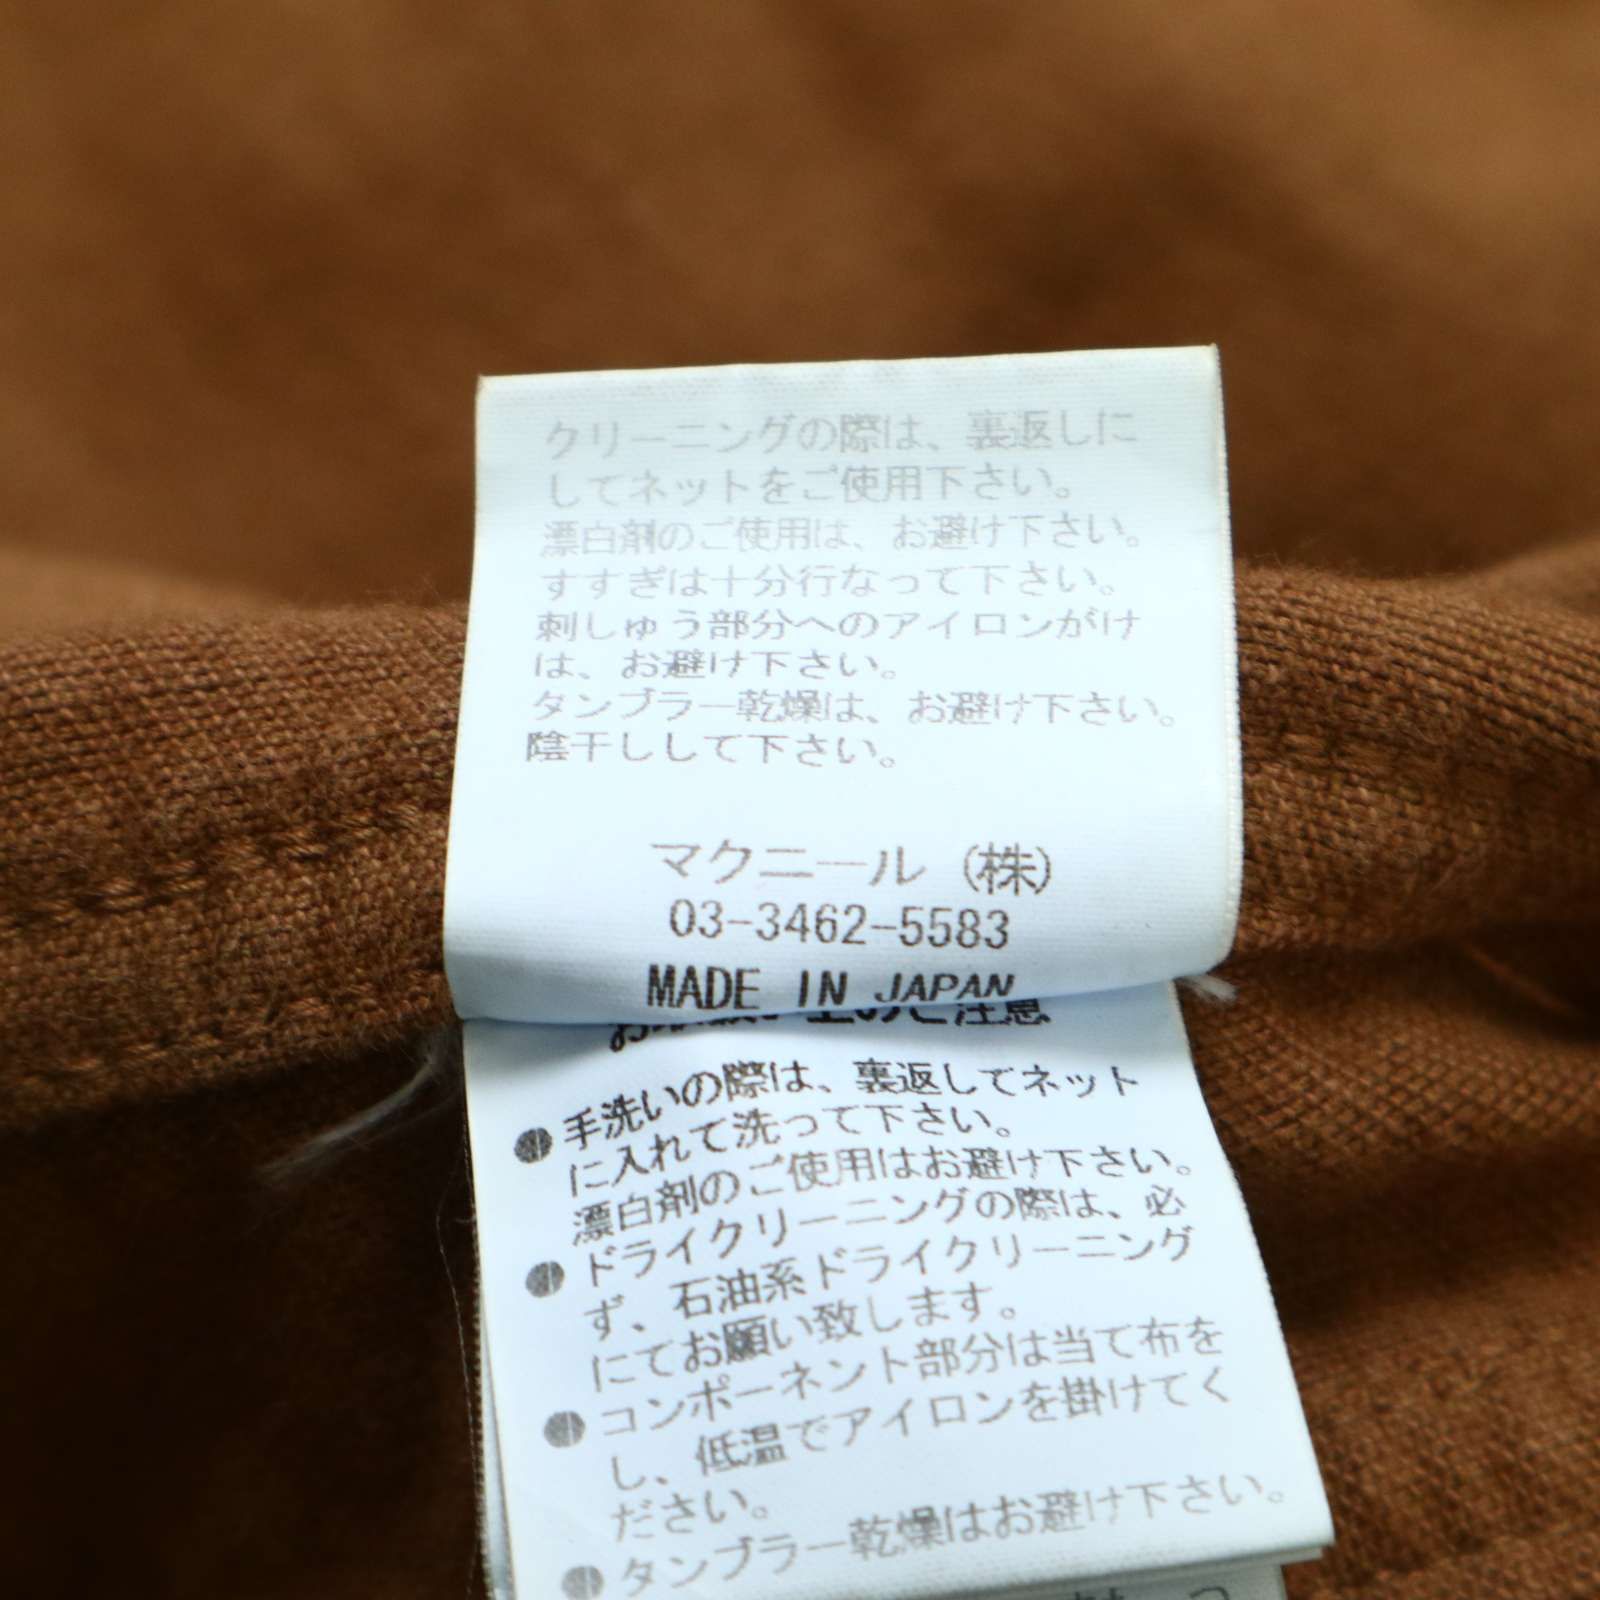 クリーニングの際は、裏返しに
してネットをご使用下さい。
漂白剤のご使用は、お避け下さい。
すすぎは十分行なって下さい。
刺しゅう部分へのアイロンがけ
は、お避け下さい。
タンブラー乾燥は、お避け下さい。
陰干しして下さい。
マクニール(株)
03-3462-5583
MADE IN JAPAN
上のご注意
●手洗いの際は、裏返してネット
に入れて洗って下さい。
漂白剤のご使用はお避け下さい。
●ドライクリーニングの際は、必
ず、石油系ドライクリーニング
にてお願い致します。
●コンポーネント部分は当て布を
し、低温でアイロンを掛けてく
ださい。
●タンブラー乾燥はお避け下さい。